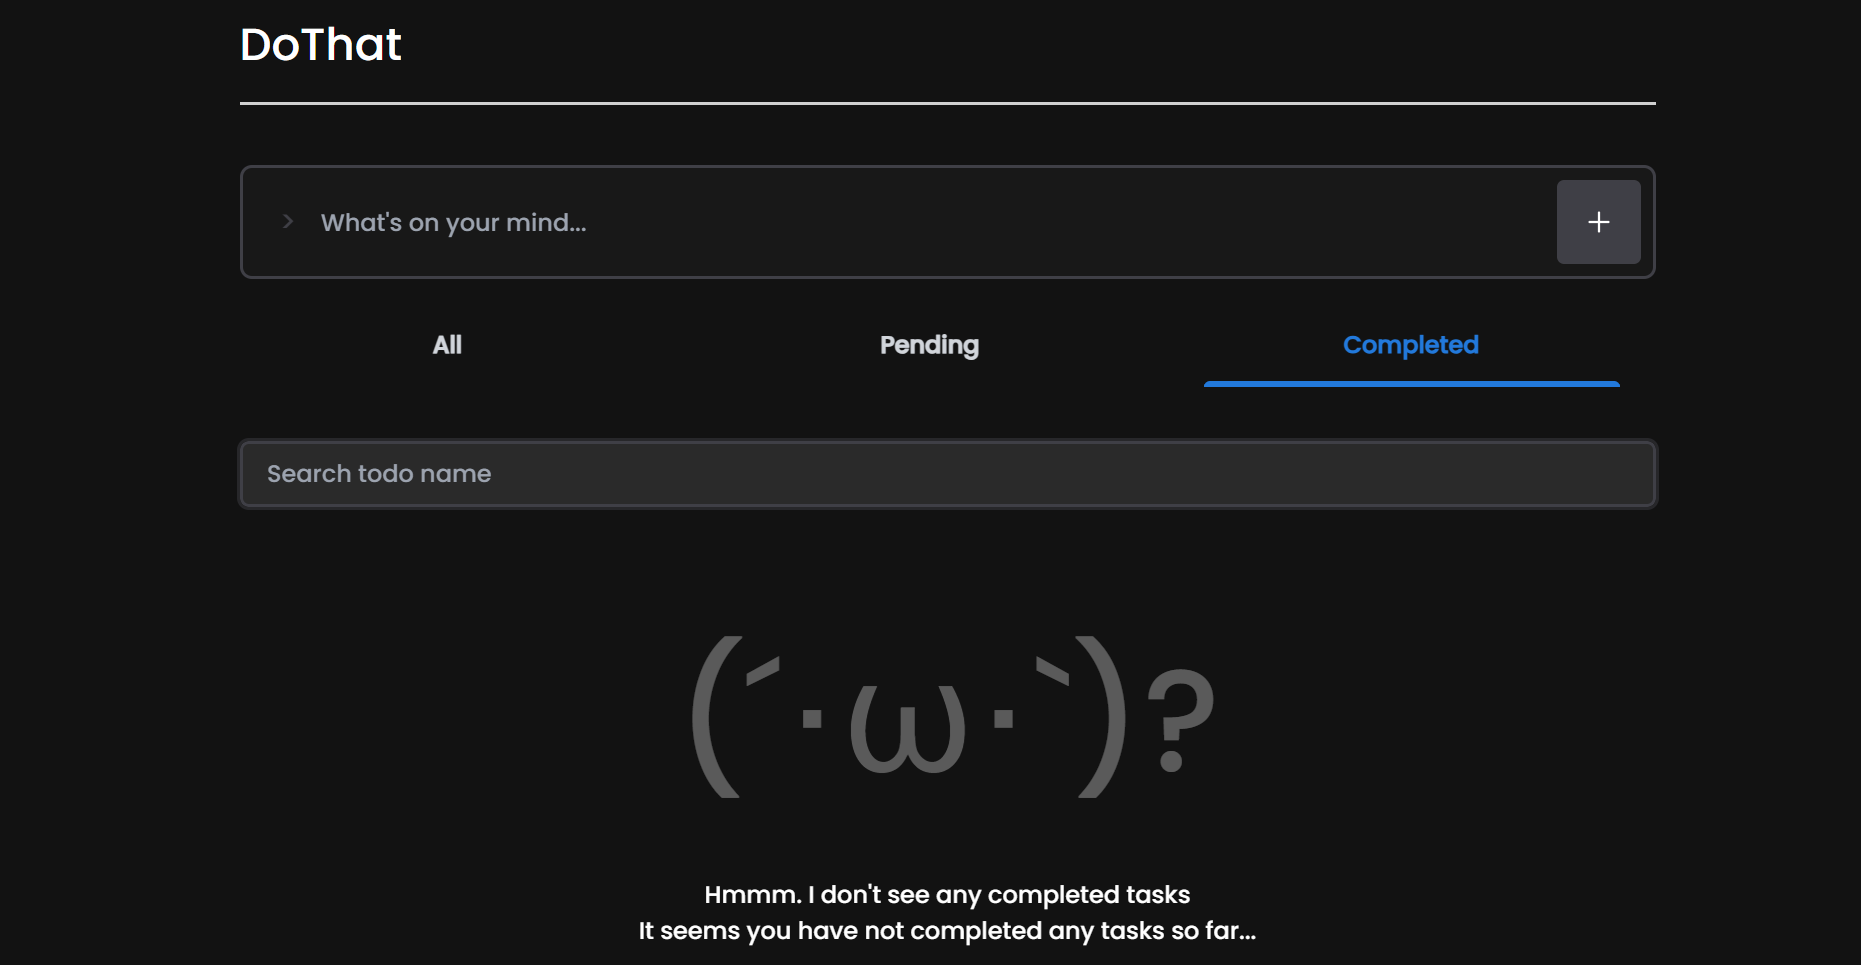 DoThat
> What's on your mind... +
All Pending Completed
Search todo name
(´·ω·`)?
Hmmm. I don't see any completed tasks
It seems you have not completed any tasks so far...